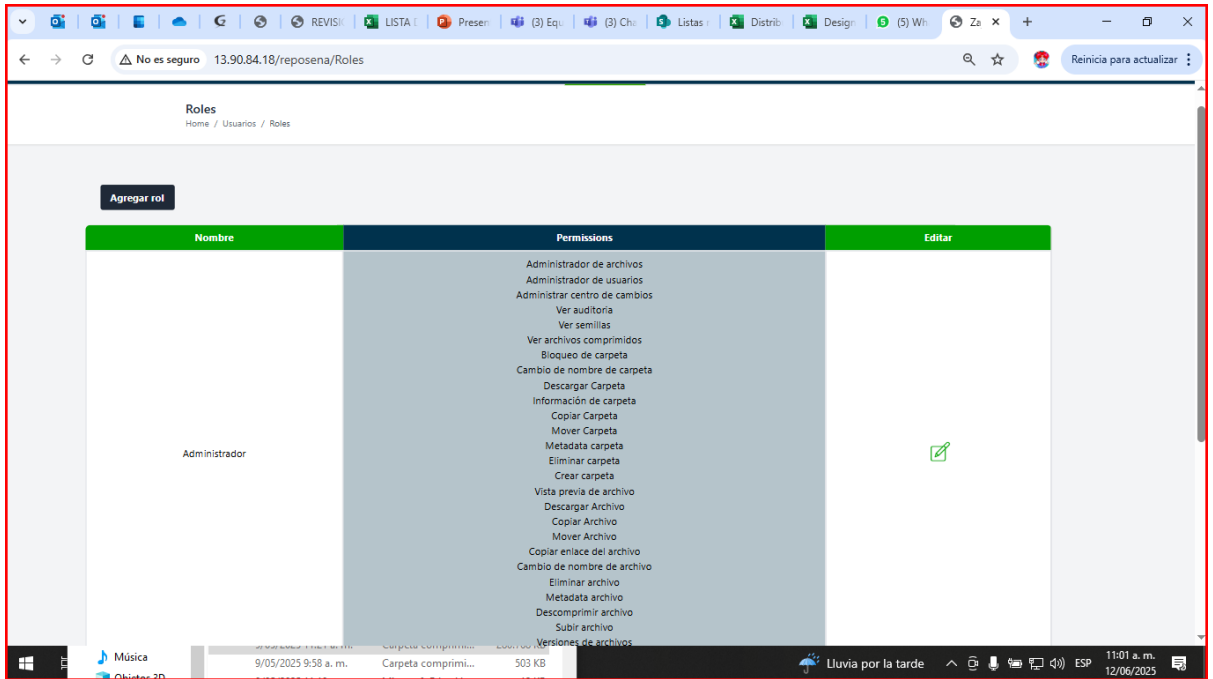 REVISI
LISTA
Presen
(3) Equ
(3) Cha
Listas
Distrib
Design
(5) Wh
Za
No es seguro
13.90.84.18/reposena/Roles
Reinicia para actualizar
Roles
Home / Usuarios / Roles
Agregar rol
Nombre
Permissions
Editar
Administrador de archivos
Administrador de usuarios
Administrar centro de cambios
Ver auditoria
Ver semillas
Ver archivos comprimidos
Bloqueo de carpeta
Cambio de nombre de carpeta
Descargar Carpeta
Información de carpeta
Copiar Carpeta
Mover Carpeta
Metadata carpeta
Administrador
Eliminar carpeta
Crear carpeta
Vista previa de archivo
Descargar Archivo
Copiar Archivo
Mover Archivo
Copiar enlace del archivo
Cambio de nombre de archivo
Eliminar archivo
Metadata archivo
Descomprimir archivo
Subir archivo
Versiones de archivos
Música
9/05/2025 9:58 a. m.
Carpeta comprimi...
503 KB
Objetos 3D
Lluvia por la tarde
ESP
11:01 a. m.
12/06/2025